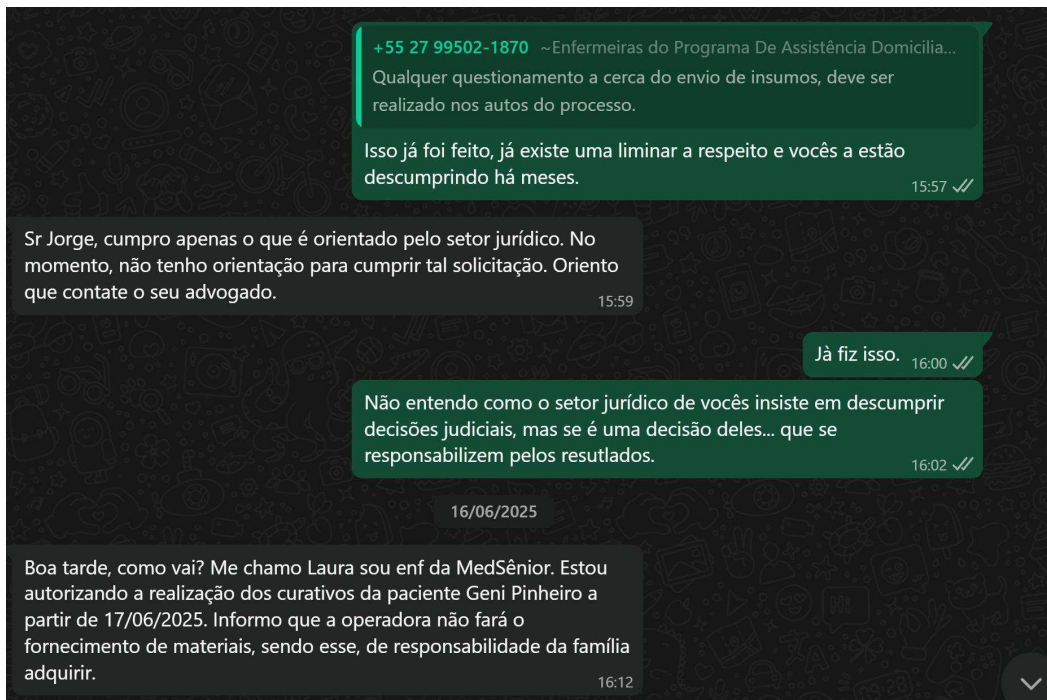 +55 27 99502-1870 ~Enfermeiras do Programa De Assistência Domicilia...
Qualquer questionamento a cerca do envio de insumos, deve ser
realizado nos autos do processo.
Isso já foi feito, já existe uma liminar a respeito e vocês a estão
descumprindo há meses.
15:57
Sr Jorge, cumpro apenas o que é orientado pelo setor jurídico. No
momento, não tenho orientação para cumprir tal solicitação. Oriento
que contate o seu advogado.
15:59
Jà fiz isso. 16:00
Não entendo como o setor jurídico de vocês insiste em descumprir
decisões judiciais, mas se é uma decisão deles... que se
responsabilizem pelos resutlados.
16:02
16/06/2025
Boa tarde, como vai? Me chamo Laura sou enf da MedSênior. Estou
autorizando a realização dos curativos da paciente Geni Pinheiro a
partir de 17/06/2025. Informo que a operadora não fará o
fornecimento de materiais, sendo esse, de responsabilidade da família
adquirir.
16:12